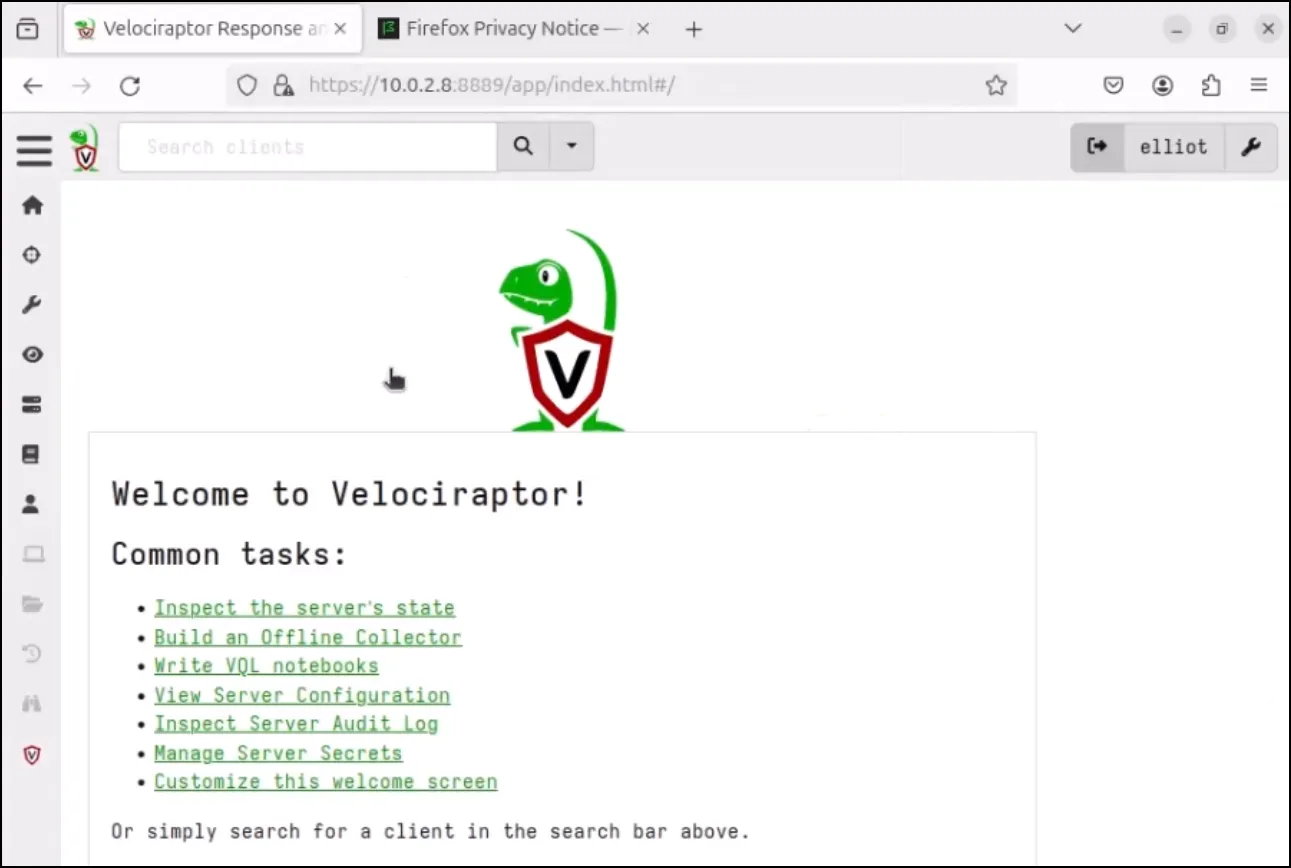 Velociraptor Response an
Firefox Privacy Notice —
https://10.0.2.8:8889/app/index.html#/
Search clients
elliot
V
Welcome to Velociraptor!
Common tasks:
• Inspect the server's state
• Build an Offline Collector
• Write VQL notebooks
• View Server Configuration
• Inspect Server Audit Log
• Manage Server Secrets
• Customize this welcome screen
Or simply search for a client in the search bar above.